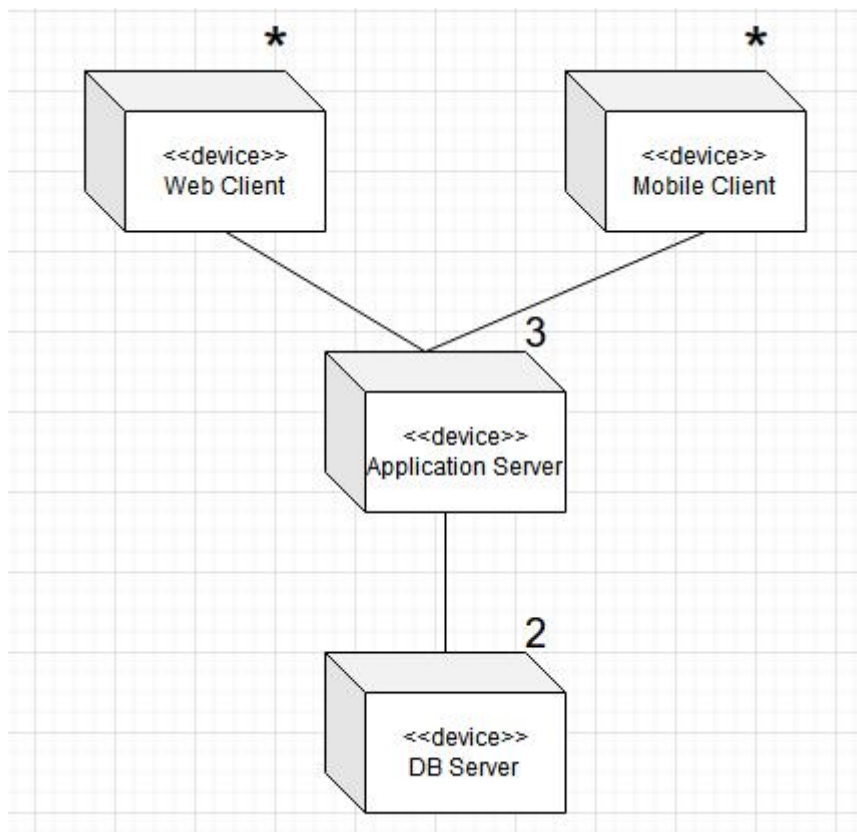 *
*
<<device>>
Web Client
<<device>>
Mobile Client
3
<<device>>
Application Server
2
<<device>>
DB Server